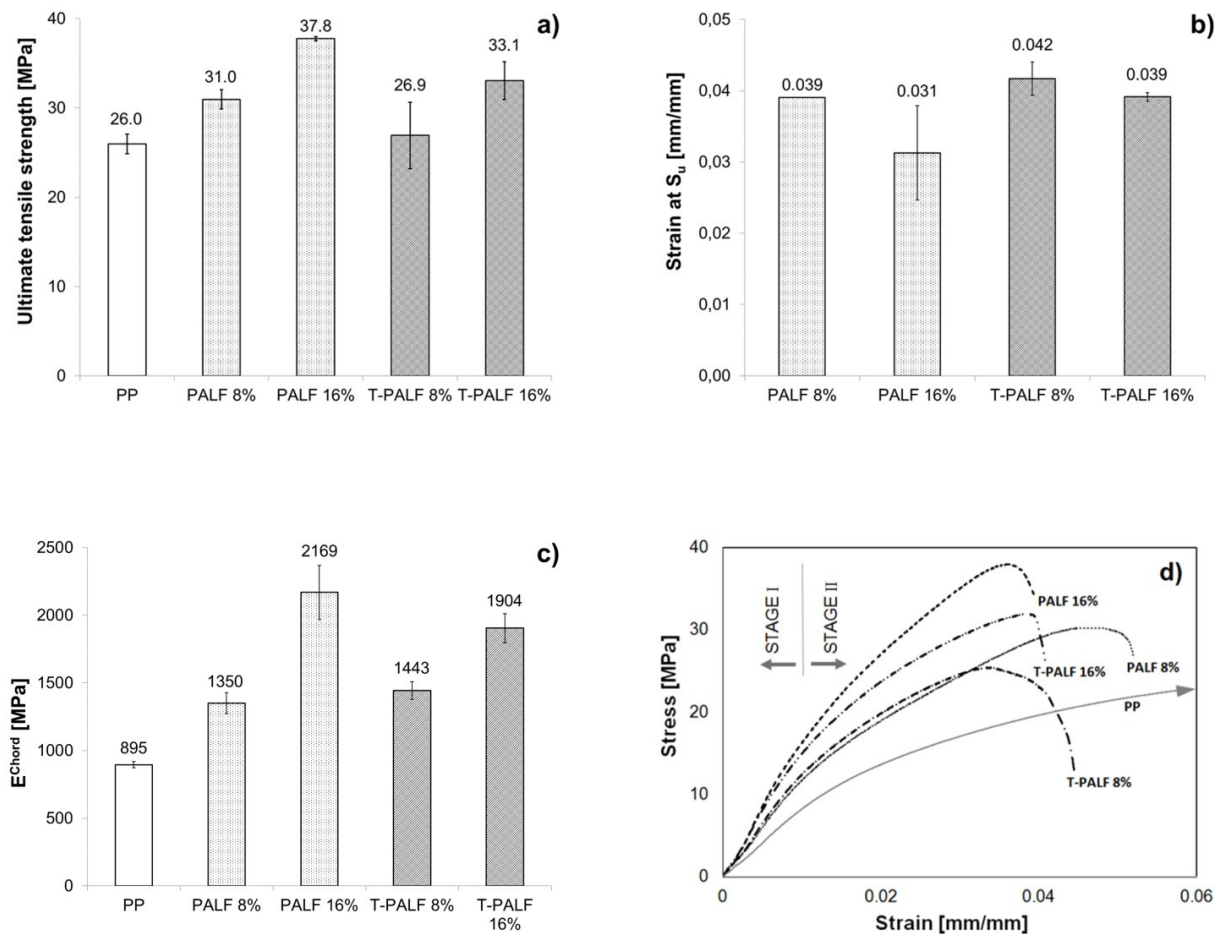 a)
Ultimate tensile strength [MPa]
40
30
20
10
0
26.0
31.0
37.8
26.9
33.1
PP
PALF 8%
PALF 16%
T-PALF 8%
T-PALF 16%
b)
Strain at Su [mm/mm]
0,05
0,04
0,03
0,02
0,01
0,00
0.039
0.031
0.042
0.039
PALF 8%
PALF 16%
T-PALF 8%
T-PALF 16%
c)
EChord [MPa]
2500
2000
1500
1000
500
0
895
1350
2169
1443
1904
PP
PALF 8%
PALF 16%
T-PALF 8%
T-PALF
16%
d)
Stress [MPa]
40
30
20
10
0
STAGE I
STAGE II
PALF 16%
T-PALF 16%
PALF 8%
PP
T-PALF 8%
0
0.02
0.04
0.06
Strain [mm/mm]